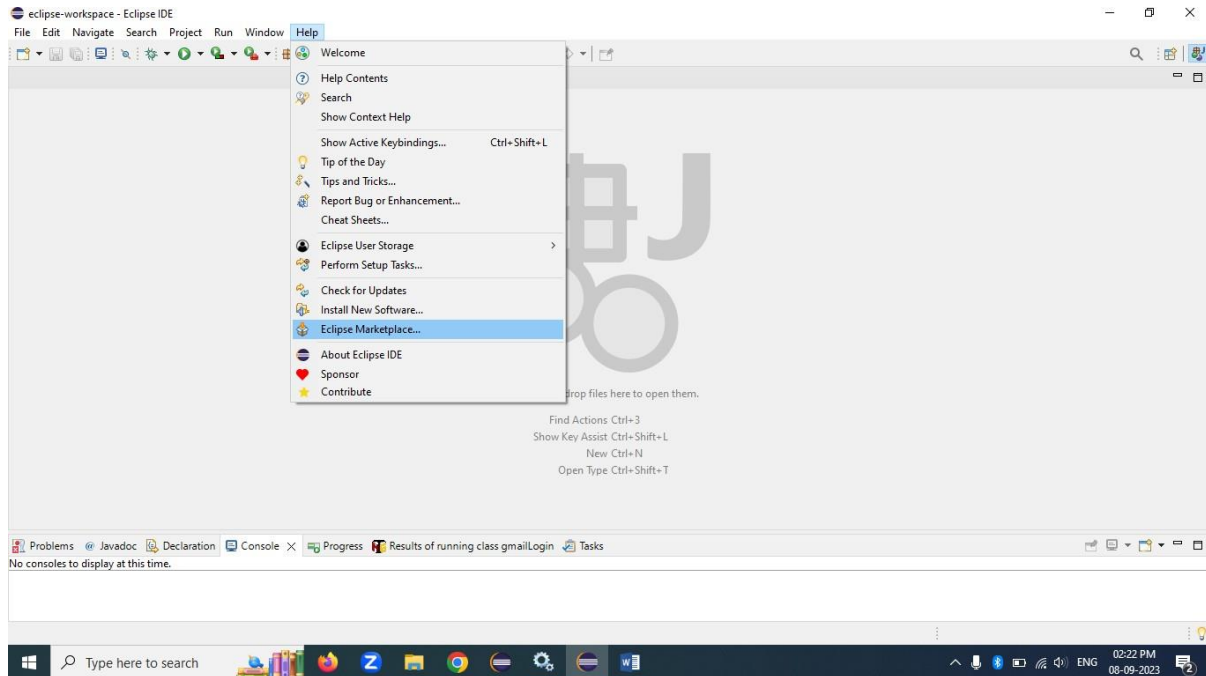 eclipse-workspace - Eclipse IDE
File Edit Navigate Search Project Run Window Help
Welcome
Help Contents
Search
Show Context Help
Show Active Keybindings... Ctrl+Shift+L
Tip of the Day
Tips and Tricks...
Report Bug or Enhancement...
Cheat Sheets...
Eclipse User Storage
Perform Setup Tasks...
Check for Updates
Install New Software...
Eclipse Marketplace...
About Eclipse IDE
Sponsor
Contribute
drop files here to open them.
Find Actions Ctrl+3
Show Key Assist Ctrl+Shift+L
New Ctrl+N
Open Type Ctrl+Shift+T
Problems @ Javadoc Declaration Console Progress Results of running class gmailLogin Tasks
No consoles to display at this time.
Type here to search
ENG
02:22 PM
08-09-2023
2